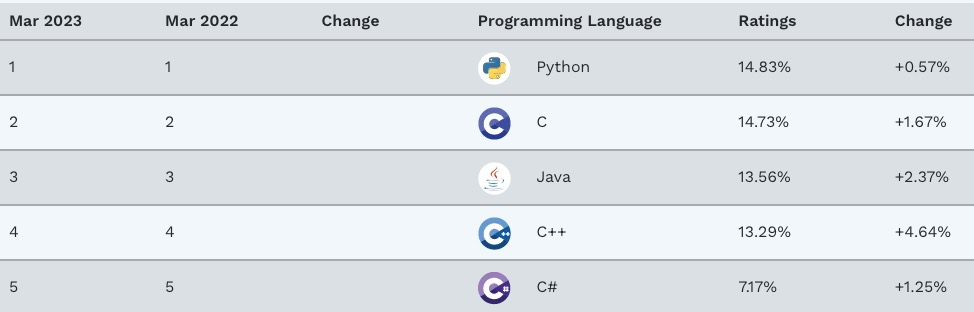 Mar 2023 Mar 2022 Change Programming Language Ratings Change
1 1 Python 14.83% +0.57%
2 2 C 14.73% +1.67%
3 3 Java 13.56% +2.37%
4 4 C++ 13.29% +4.64%
5 5 C# 7.17% +1.25%